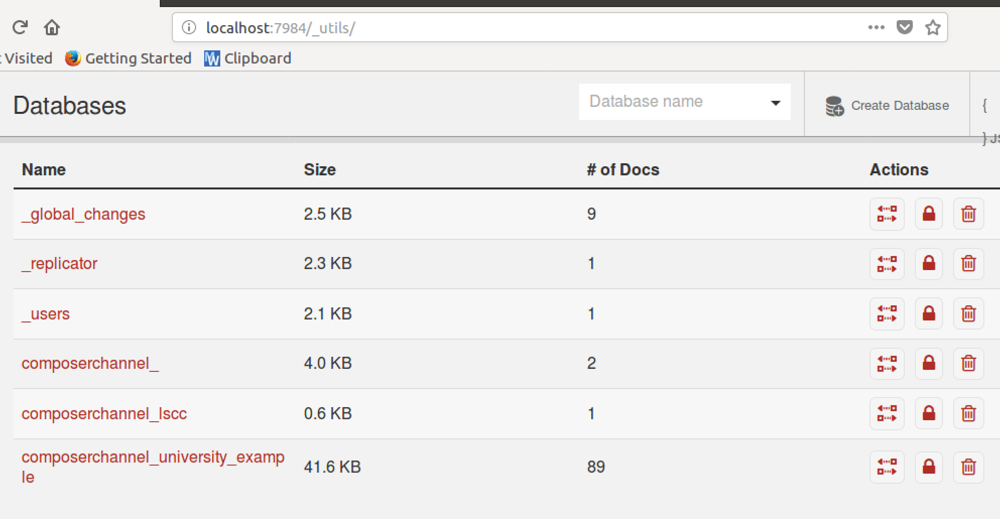 localhost:7984/_utils/
Visited Getting Started Clipboard
Databases Database name Create Database {
} JS
Name Size # of Docs Actions
_global_changes 2.5 KB 9
_replicator 2.3 KB 1
_users 2.1 KB 1
composerchannel_ 4.0 KB 2
composerchannel_lscc 0.6 KB 1
composerchannel_university_examp
le 41.6 KB 89